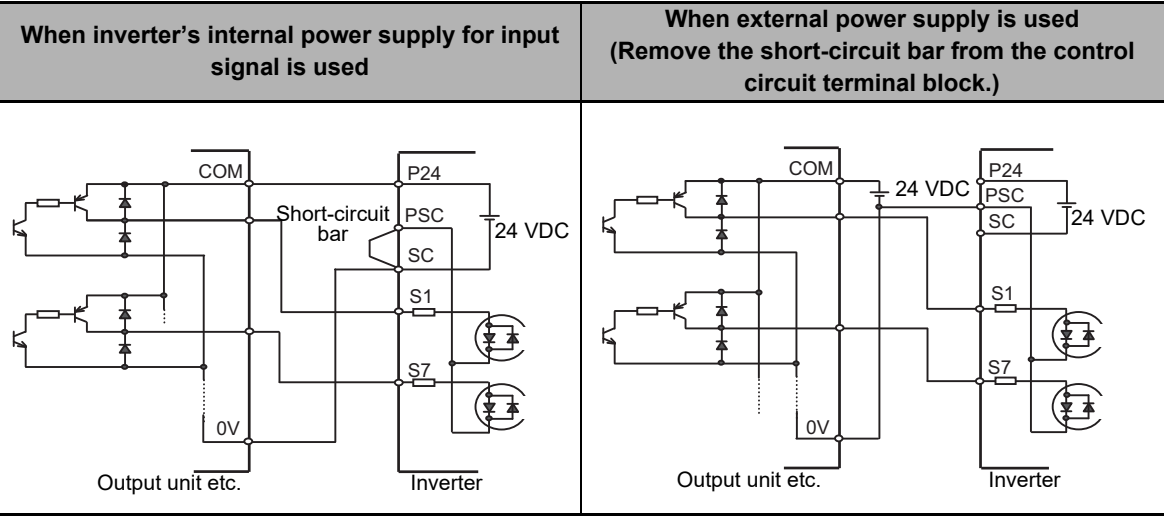 When inverter's internal power supply for input
signal is used
When external power supply is used
(Remove the short-circuit bar from the control
circuit terminal block.)
COM
P24
Short-circuit
bar
PSC
24 VDC
SC
S1
S7
0V
Output unit etc.
Inverter
COM
24 VDC
P24
PSC
SC
24 VDC
S1
S7
0V
Output unit etc.
Inverter